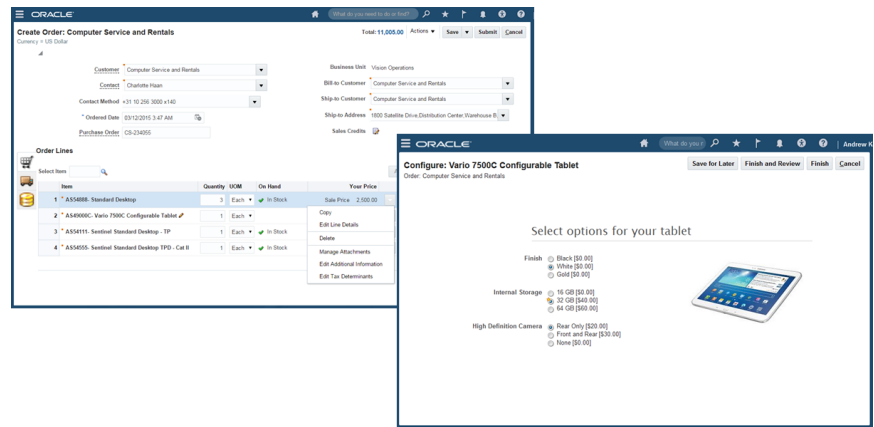 ORACLE
What do you need to do or find?
Create Order: Computer Service and Rentals
Currency = US Dollar
Total: 11,005.00 Actions Save Submit Cancel
Customer Computer Service and Rentals
Contact Charlotte Haan
Contact Method +31 10 256 3000 x140
* Ordered Date 03/12/2015 3:47 AM
Purchase Order CS-234055
Business Unit Vision Operations
Bill-to Customer Computer Service and Rentals
Ship-to Customer Computer Service and Rentals
Ship-to Address 1800 Satellite Drive,Distribution Center,Warehouse B
Sales Credits
Order Lines
Select Item
Item Quantity UOM On Hand Your Price
1 * AS54888- Standard Desktop 3 Each In Stock Sale Price 2,500.00
2 * AS49000C- Vario 7500C Configurable Tablet 1 Each
3 * AS54111- Sentinel Standard Desktop - TP 1 Each In Stock
4 * AS54555- Sentinel Standard Desktop TPD - Cat II 1 Each In Stock
Copy
Edit Line Details
Delete
Manage Attachments
Edit Additional Information
Edit Tax Determinants
ORACLE
What do you r
Andrew K
Configure: Vario 7500C Configurable Tablet
Order: Computer Service and Rentals
Save for Later Finish and Review Finish Cancel
Select options for your tablet
Finish Black [$0.00]
White [$0.00]
Gold [$0.00]
Internal Storage 16 GB [$0.00]
32 GB [$40.00]
64 GB [$60.00]
High Definition Camera Rear Only [$20.00]
Front and Rear [$30.00]
None [$0.00]